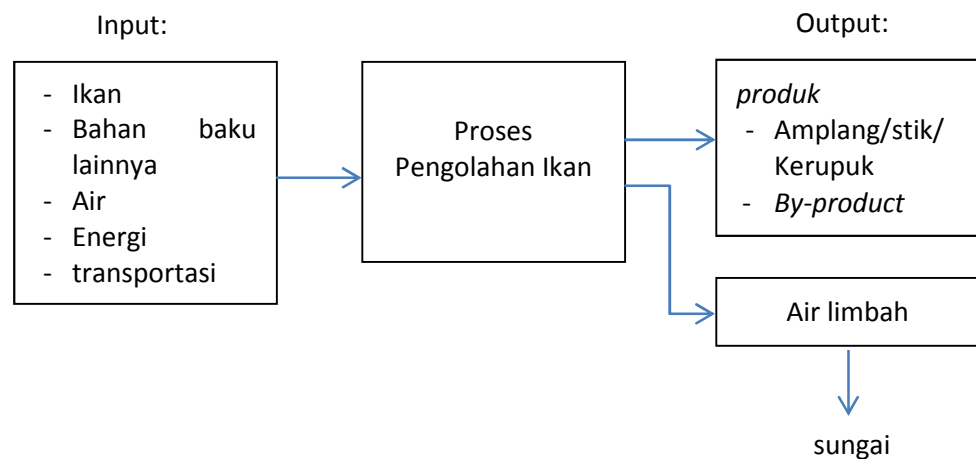 Input:
- Ikan
- Bahan baku
lainnya
- Air
- Energi
- transportasi
Proses
Pengolahan Ikan
Output:
produk
- Amplang/stik/
Kerupuk
- By-product
Air limbah
sungai